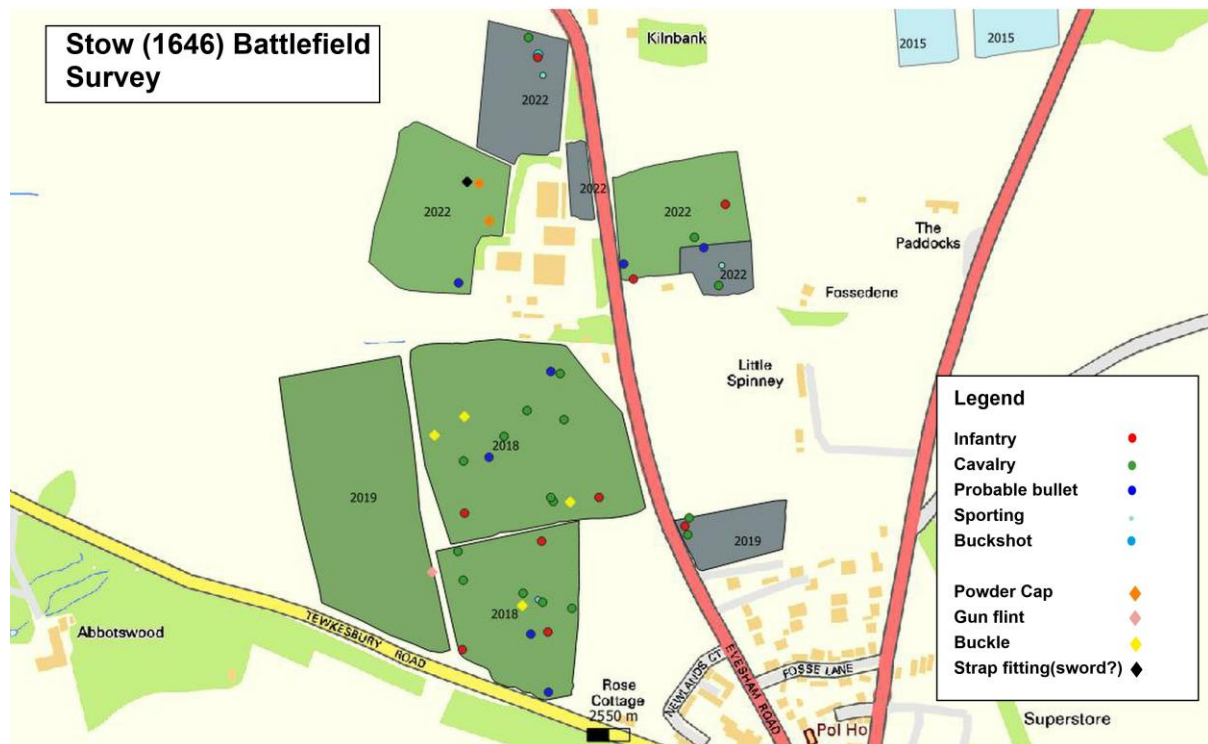 Stow (1646) Battlefield
Survey
Kilnbank
2015
2015
2022
2022
2022
2022
2022
The
Paddocks
Fossedene
Little
Spinney
2018
2019
2019
2018
Abbotswood
TEWKESBURY ROAD
EVESHAM ROAD
NEWLANDS CT
FOSSE LANE
Rose
Cottage
2550 m
Pol Ho
Superstore
Legend
Infantry
Cavalry
Probable bullet
Sporting
Buckshot
Powder Cap
Gun flint
Buckle
Strap fitting(sword?)